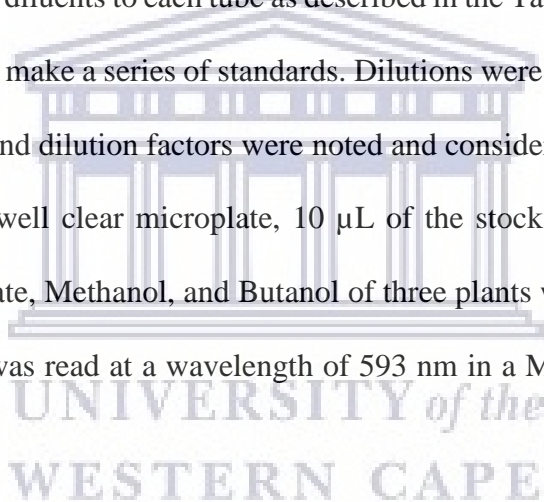 diluents to each tube as described in the Ta
make a series of standards. Dilutions were
nd dilution factors were noted and consider
well clear microplate, 10 µL of the stock
ate, Methanol, and Butanol of three plants
was read at a wavelength of 593 nm in a M
UNIVERSITY of the
WESTERN CAPE